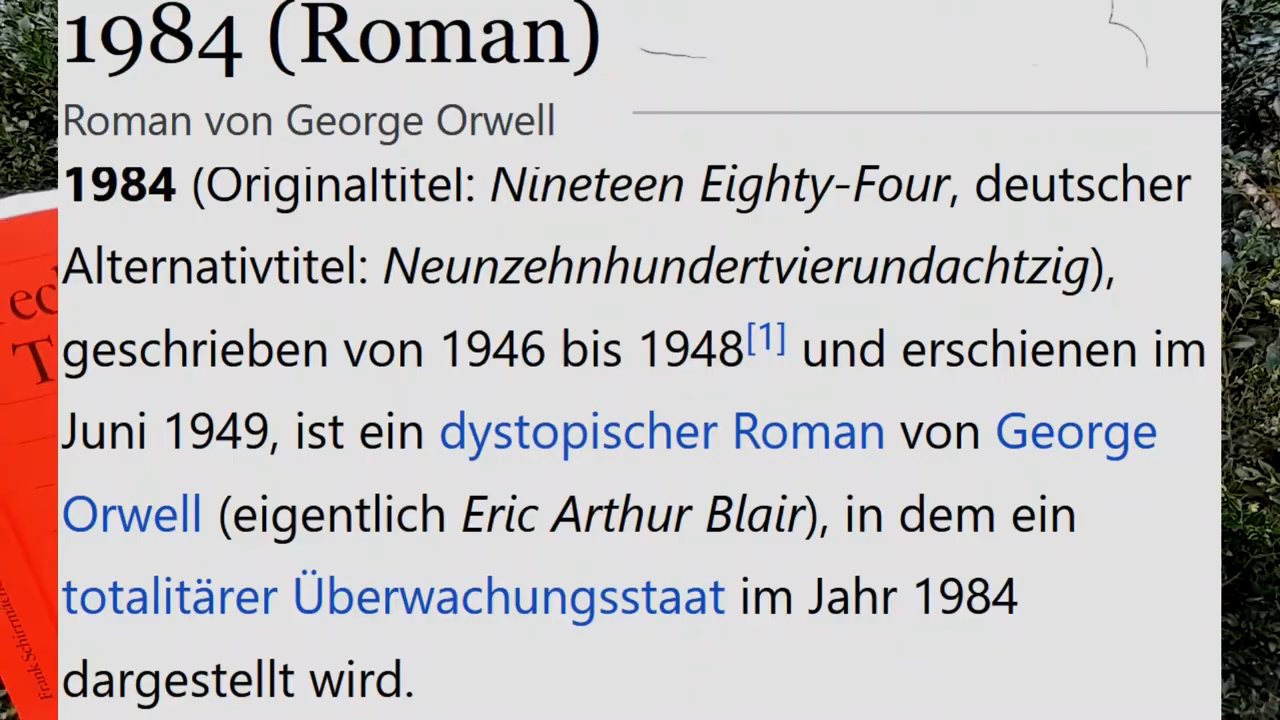 1984 (Roman)
Roman von George Orwell
1984 (Originaltitel: Nineteen Eighty-Four, deutscher
Alternativtitel: Neunzehnhundertvierundachtzig),
geschrieben von 1946 bis 1948[1] und erschienen im
Juni 1949, ist ein dystopischer Roman von George
Orwell (eigentlich Eric Arthur Blair), in dem ein
totalitärer Überwachungsstaat im Jahr 1984
dargestellt wird.